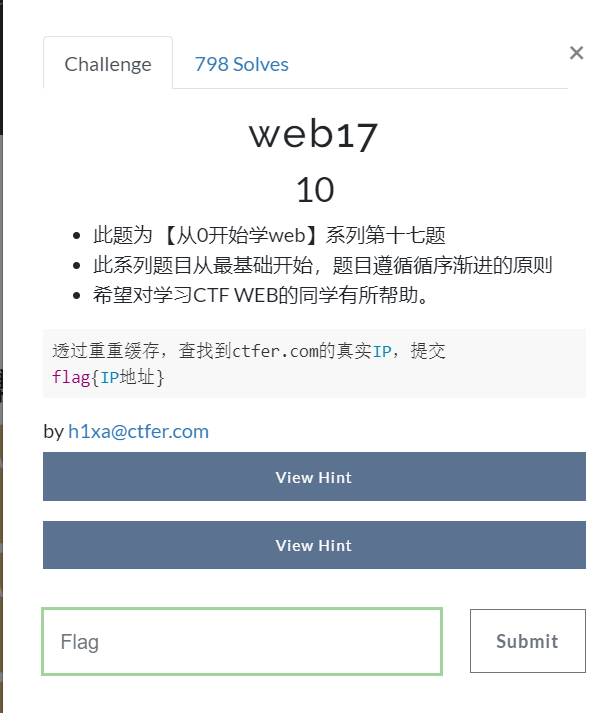 Challenge
798 Solves
×
web17
10
此题为 【从0开始学web】系列第十七题
此系列题目从最基础开始，题目遵循循序渐进的原则
希望对学习CTF WEB的同学有所帮助。
透过重重缓存，查找到ctfer.com的真实IP，提交
flag{IP地址}
by h1xa@ctfer.com
View Hint
View Hint
Flag
Submit